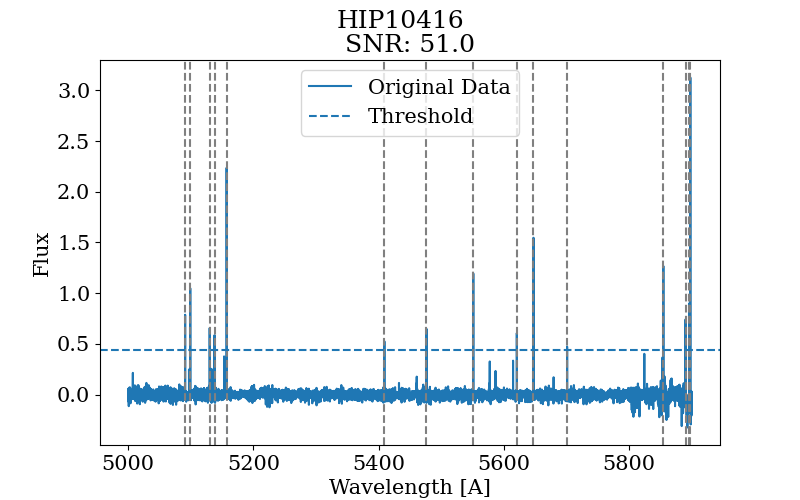 HIP10416
SNR: 51.0
Original Data
Threshold
3.0
2.5
2.0
1.5
1.0
0.5
0.0
Flux
5000 5200 5400 5600 5800
Wavelength [A]